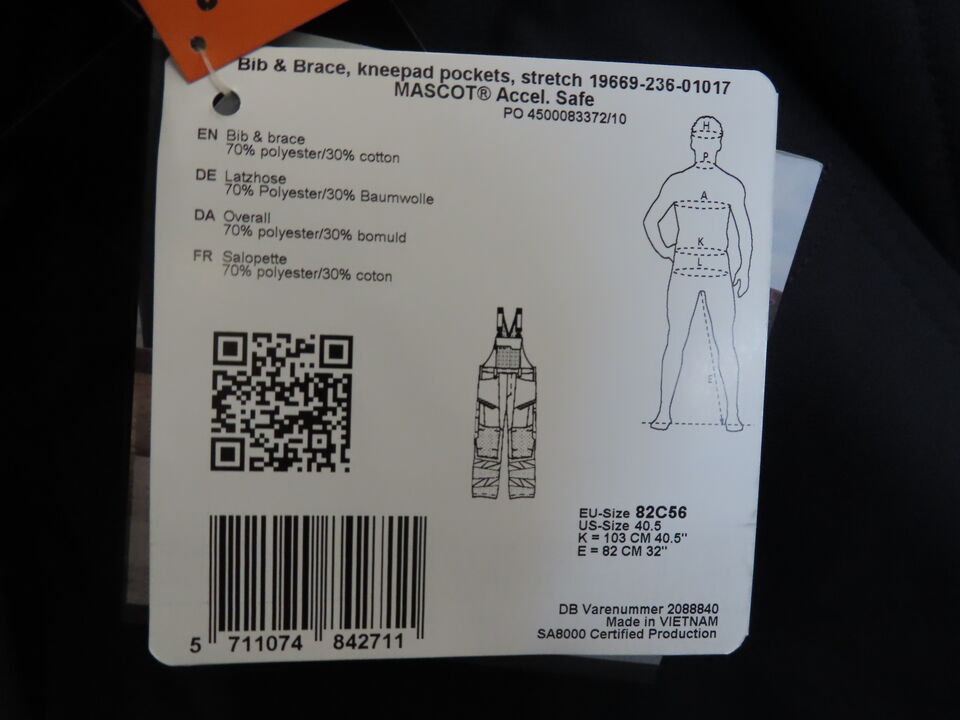 Bib & Brace, kneepad pockets, stretch 19669-236-01017
MASCOT® Accel. Safe
PO 4500083372/10
EN Bib & brace
70% polyester/30% cotton
DE Latzhose
70% Polyester/30% Baumwolle
DA Overall
70% polyester/30% bomuld
FR Salopette
70% polyester/30% coton
H
P
A
K
L
E
EU-Size 82C56
US-Size 40.5
K = 103 CM 40.5"
E = 82 CM 32"
DB Varenummer 2088840
Made in VIETNAM
SA8000 Certified Production
5 711074 842711